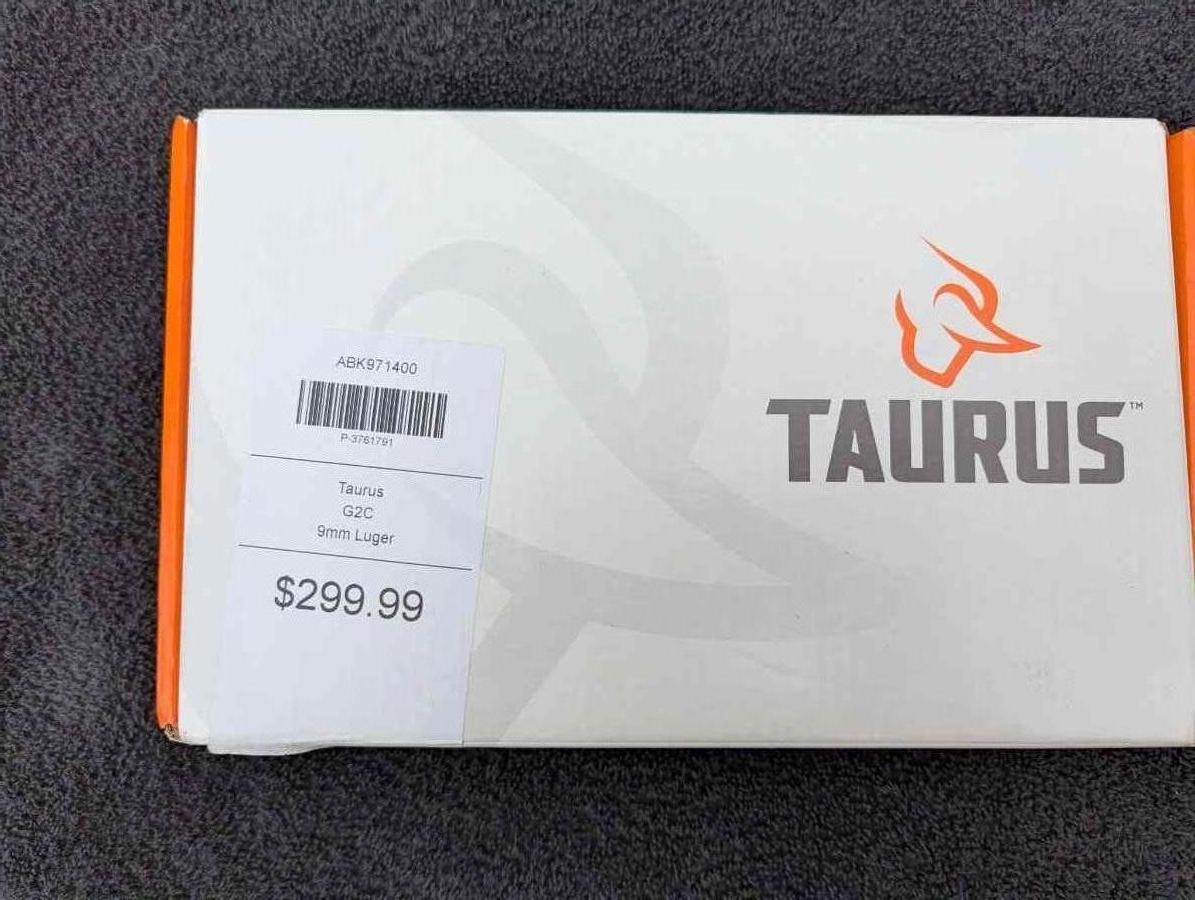 ABK971400
P-3761791
Taurus
G2C
9mm Luger
$299.99
TAURUS™